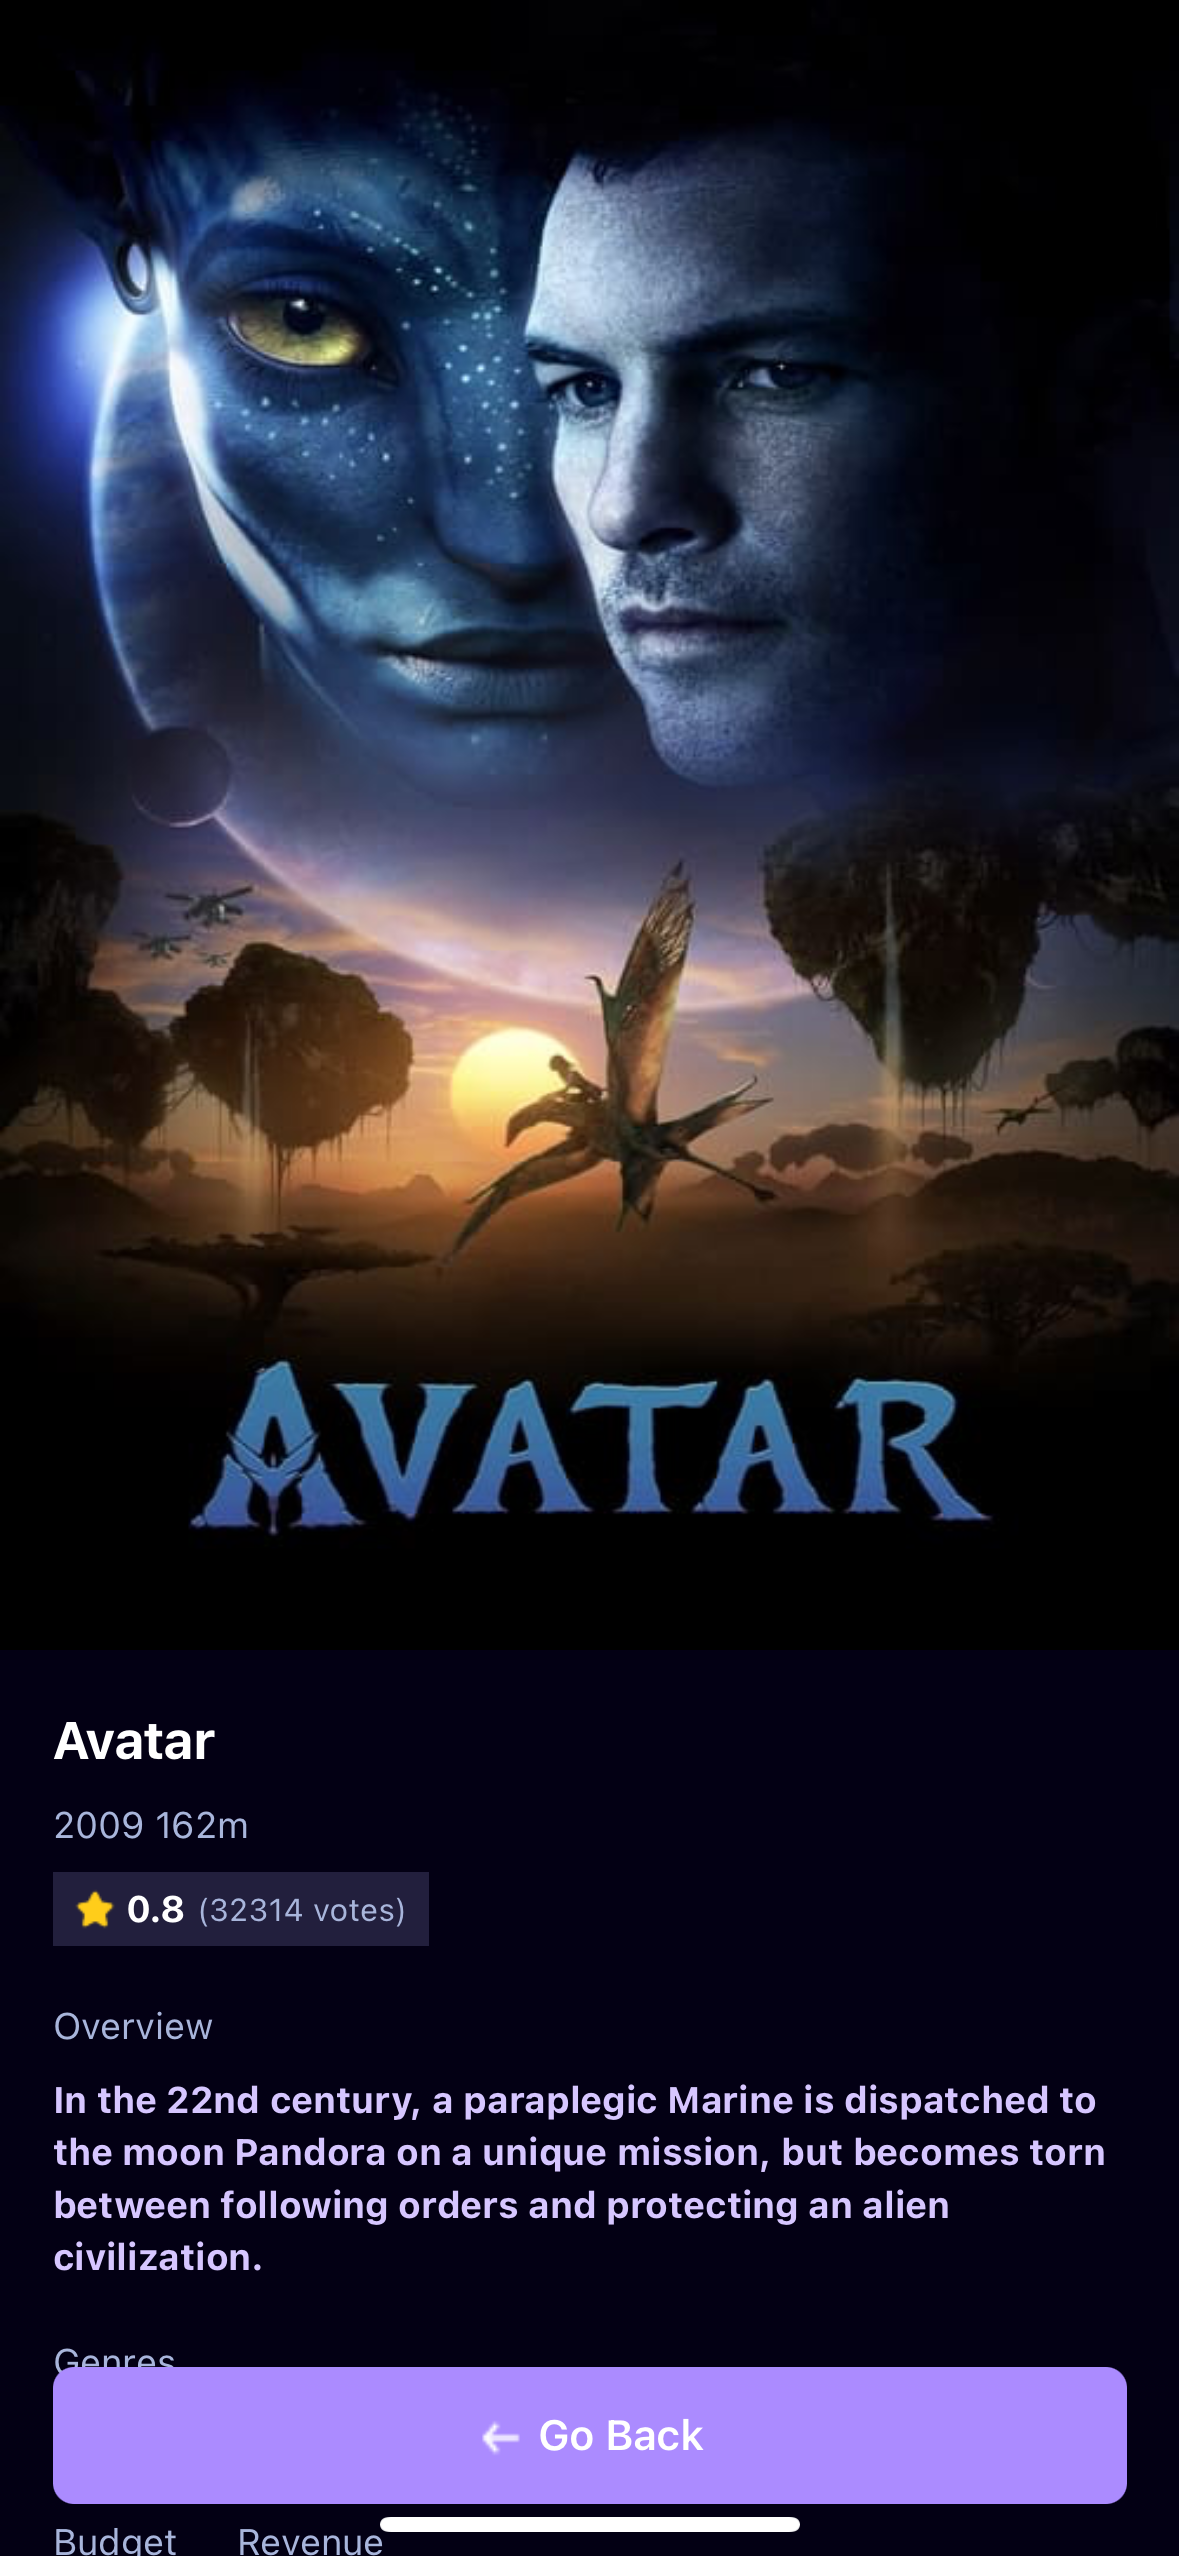 AVATAR
Avatar
2009 162m
0.8 (32314 votes)
Overview
In the 22nd century, a paraplegic Marine is dispatched to
the moon Pandora on a unique mission, but becomes torn
between following orders and protecting an alien
civilization.
Genres
← Go Back
Budget Revenue